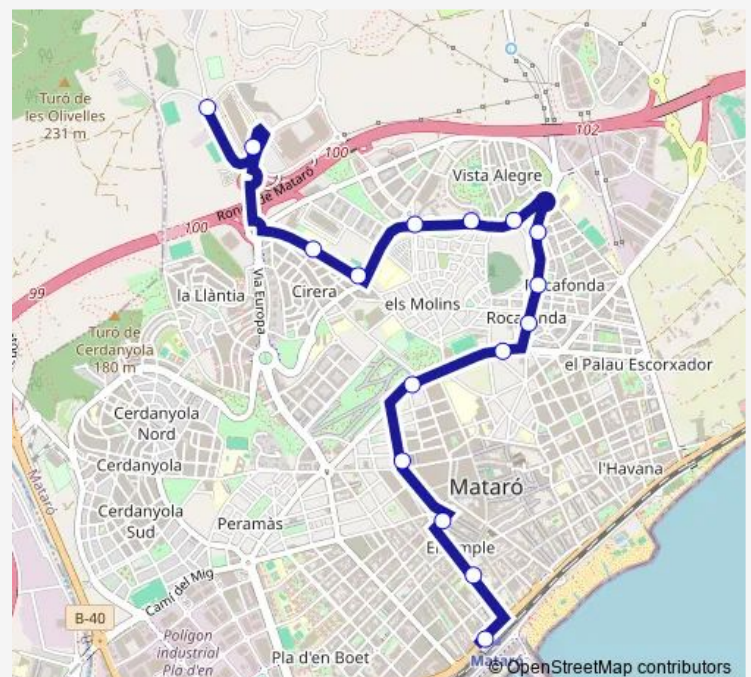 Turó de
les Olivelles
231 m
102
100
Vista Alegre
Ronda de Mataró
100
99
la Llàntia
Via Europa
Cirera
els Molins
Rocafonda
Rocafonda
Turó de
Cerdanyola
180 m
el Palau Escorxador
Cerdanyola
Nord
Cerdanyola
l'Havana
Mataró
Mataró
Cerdanyola
Sud
Peramàs
Eixample
Camí del Mig
B-40
Polígon
industrial
Pla d'en
Pla d'en Boet
Mataró
© OpenStreetMap contributors